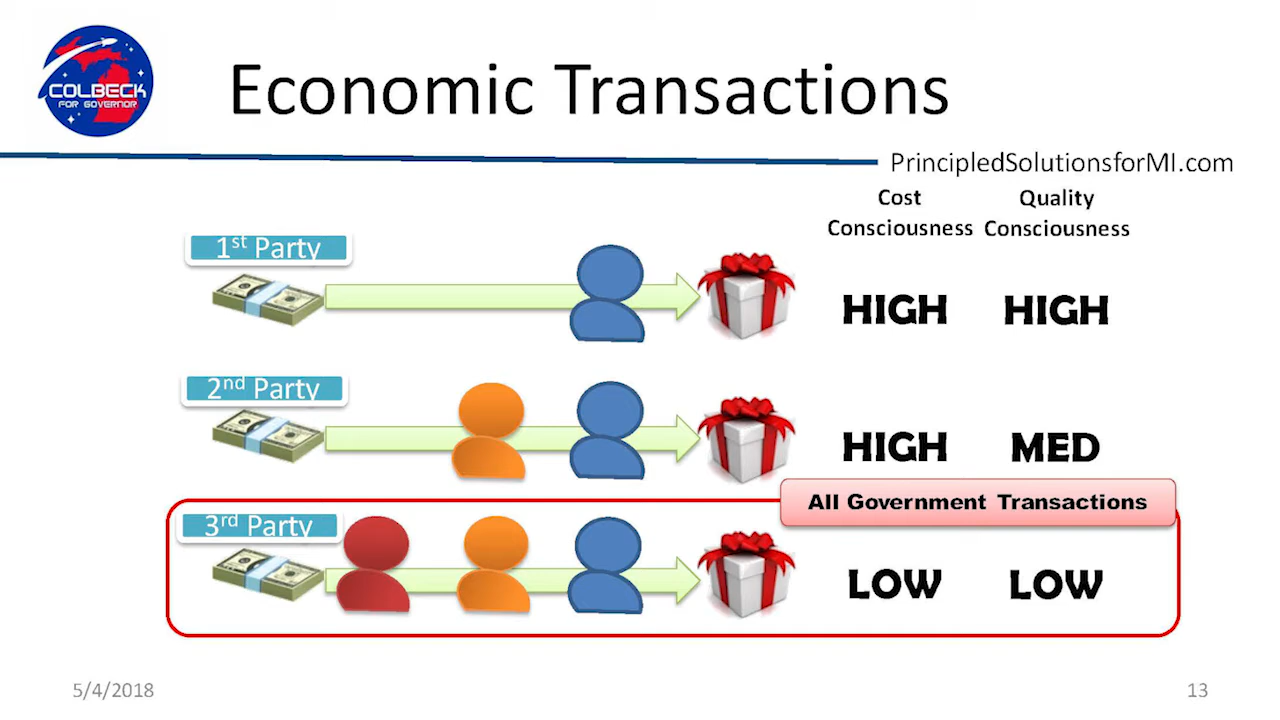 COLBECK
FOR GOVERNOR
Economic Transactions
PrincipledSolutionsforMI.com
Cost
Consciousness
Quality
Consciousness
1st Party
HIGH
HIGH
2nd Party
HIGH
MED
All Government Transactions
3rd Party
LOW
LOW
5/4/2018
13